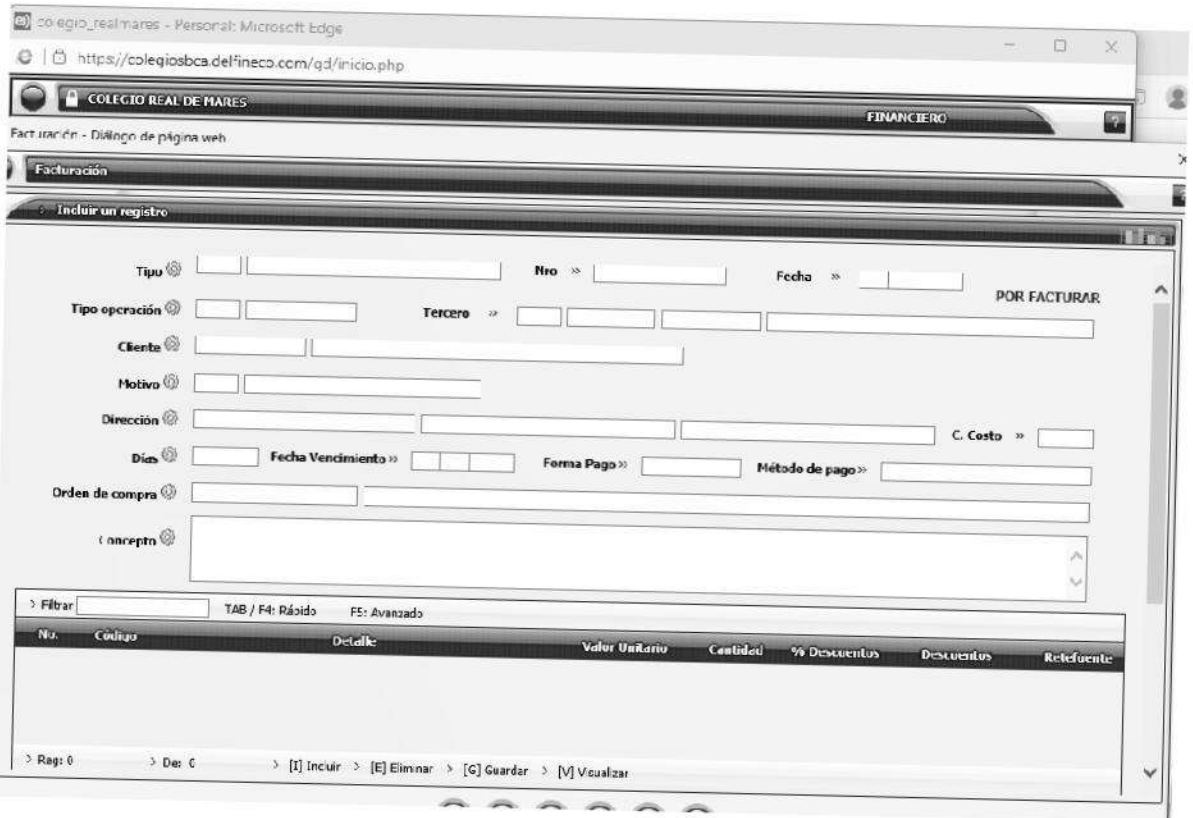 colegio_realmares - Personal: Microsoft Edge
https://colegiosbca.delfineco.com/qd/inicio.php
COLEGIO REAL DE MARES
FINANCIERO
?
Facturación - Diálogo de página web
Facturación
Incluir un registro
Tipo Nro » Fecha »
POR FACTURAR
Tipo operación Tercero »
Cliente
Motivo
Dirección C. Costo »
Días Fecha Vencimiento » Forma Pago » Método de pago »
Orden de compra
Concepto
> Filtrar TAB / F4: Rápido F5: Avanzado
No. Código Detalle Valor Unitario Cantidad % Descuentos Descuentos Retefuente
> Reg: 0 > De: 0 > [I] Incluir > [E] Eliminar > [G] Guardar > [V] Visualizar